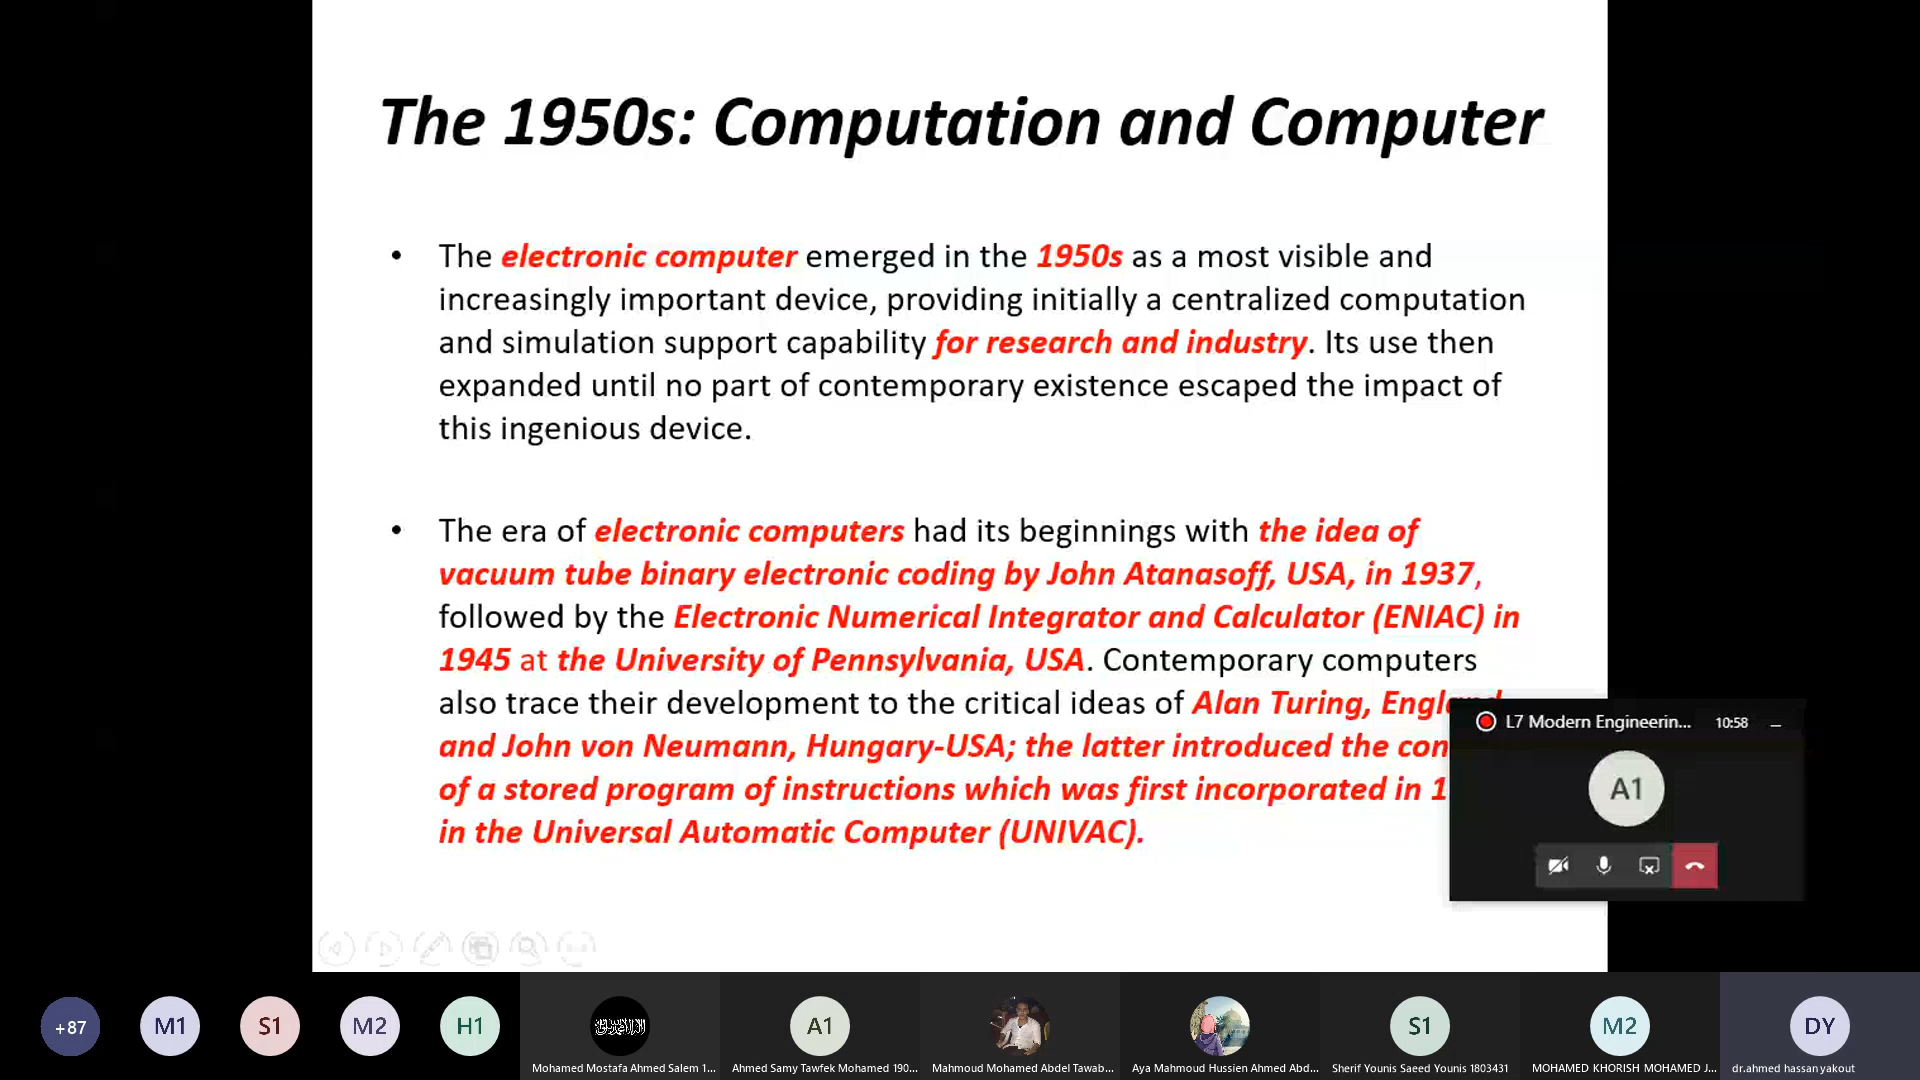 The 1950s: Computation and Computer
• The electronic computer emerged in the 1950s as a most visible and
increasingly important device, providing initially a centralized computation
and simulation support capability for research and industry. Its use then
expanded until no part of contemporary existence escaped the impact of
this ingenious device.
• The era of electronic computers had its beginnings with the idea of
vacuum tube binary electronic coding by John Atanasoff, USA, in 1937,
followed by the Electronic Numerical Integrator and Calculator (ENIAC) in
1945 at the University of Pennsylvania, USA. Contemporary computers
also trace their development to the critical ideas of Alan Turing, England
and John von Neumann, Hungary-USA; the latter introduced the con
of a stored program of instructions which was first incorporated in 1
in the Universal Automatic Computer (UNIVAC).
L7 Modern Engineerin... 10:58
A1
+87
M1
S1
M2
H1
A1
S1
M2
DY
Mohamed Mostafa Ahmed Salem 1...
Ahmed Samy Tawfek Mohamed 190...
Mahmoud Mohamed Abdel Tawab...
Aya Mahmoud Hussien Ahmed Abd...
Sherif Younis Saeed Younis 1803431
MOHAMED KHORISH MOHAMED J...
dr.ahmed hassan yakout